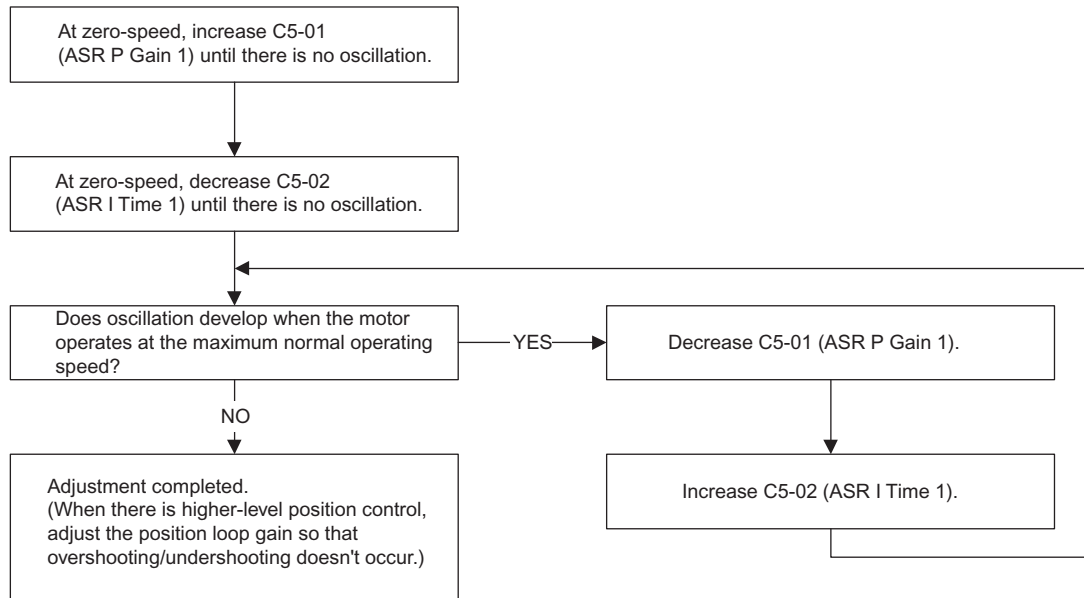 At zero-speed, increase C5-01
(ASR P Gain 1) until there is no oscillation.
At zero-speed, decrease C5-02
(ASR I Time 1) until there is no oscillation.
Does oscillation develop when the motor
operates at the maximum normal operating
speed?
YES
Decrease C5-01 (ASR P Gain 1).
NO
Increase C5-02 (ASR I Time 1).
Adjustment completed.
(When there is higher-level position control,
adjust the position loop gain so that
overshooting/undershooting doesn't occur.)